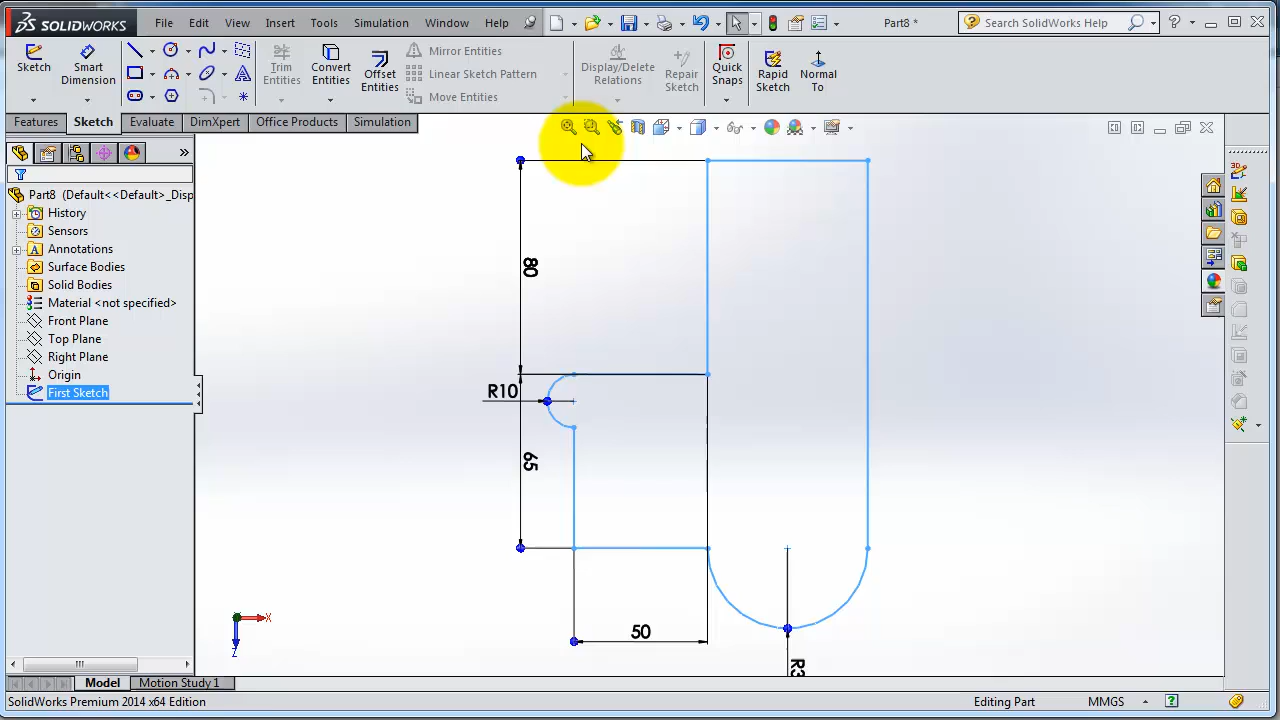 SOLIDWORKS File Edit View Insert Tools Simulation Window Help Part8 * Search SolidWorks Help
Sketch Smart Dimension Trim Entities Convert Entities Offset Entities Mirror Entities Linear Sketch Pattern Move Entities Display/Delete Relations Repair Sketch Quick Snaps Rapid Sketch Normal To
Features Sketch Evaluate DimXpert Office Products Simulation
Part8 (Default<<Default>_Disp
History
Sensors
Annotations
Surface Bodies
Solid Bodies
Material <not specified>
Front Plane
Top Plane
Right Plane
Origin
First Sketch
80
R10
65
50
R3
X
Z
Model Motion Study 1
SolidWorks Premium 2014 x64 Edition Editing Part MMGS